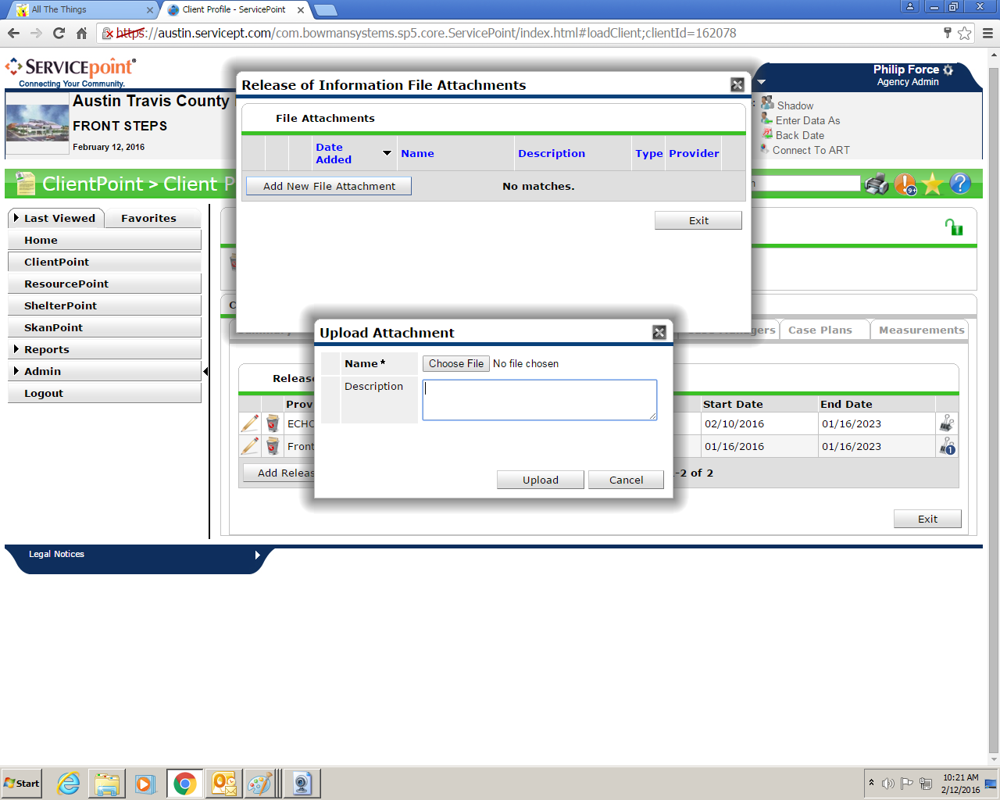 All The Things
Client Profile - ServicePoint
https://austin.servicept.com/com.bowmansystems.sp5.core.ServicePoint/index.html#loadClient;clientId=162078
SERVICEpoint
Connecting Your Community.
Austin Travis County
FRONT STEPS
February 12, 2016
Philip Force
Agency Admin
Shadow
Enter Data As
Back Date
Connect To ART
ClientPoint > Client P
9+
Release of Information File Attachments
File Attachments
Date Added
Name
Description
Type
Provider
Add New File Attachment
No matches.
Exit
Last Viewed
Favorites
Home
ClientPoint
ResourcePoint
ShelterPoint
SkanPoint
Reports
Admin
Logout
Case Plans
Measurements
Upload Attachment
Name*
Choose File
No file chosen
Description
Upload
Cancel
Releas
Prov
Start Date
End Date
ECHO
02/10/2016
01/16/2023
Front
01/16/2016
01/16/2023
1
Add Releas
-2 of 2
Exit
Legal Notices
Start
10:21 AM
2/12/2016